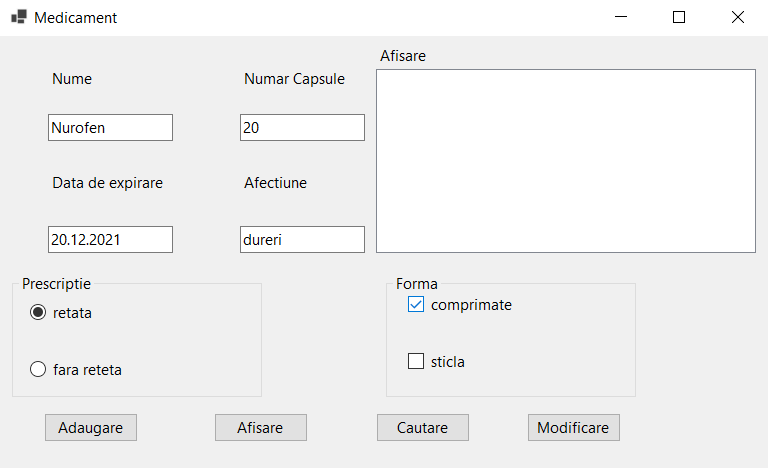 Medicament
Afisare
Nume
Numar Capsule
Nurofen
20
Data de expirare
Afectiune
20.12.2021
dureri
Prescriptie
retata
fara reteta
Forma
comprimate
sticla
Adaugare
Afisare
Cautare
Modificare